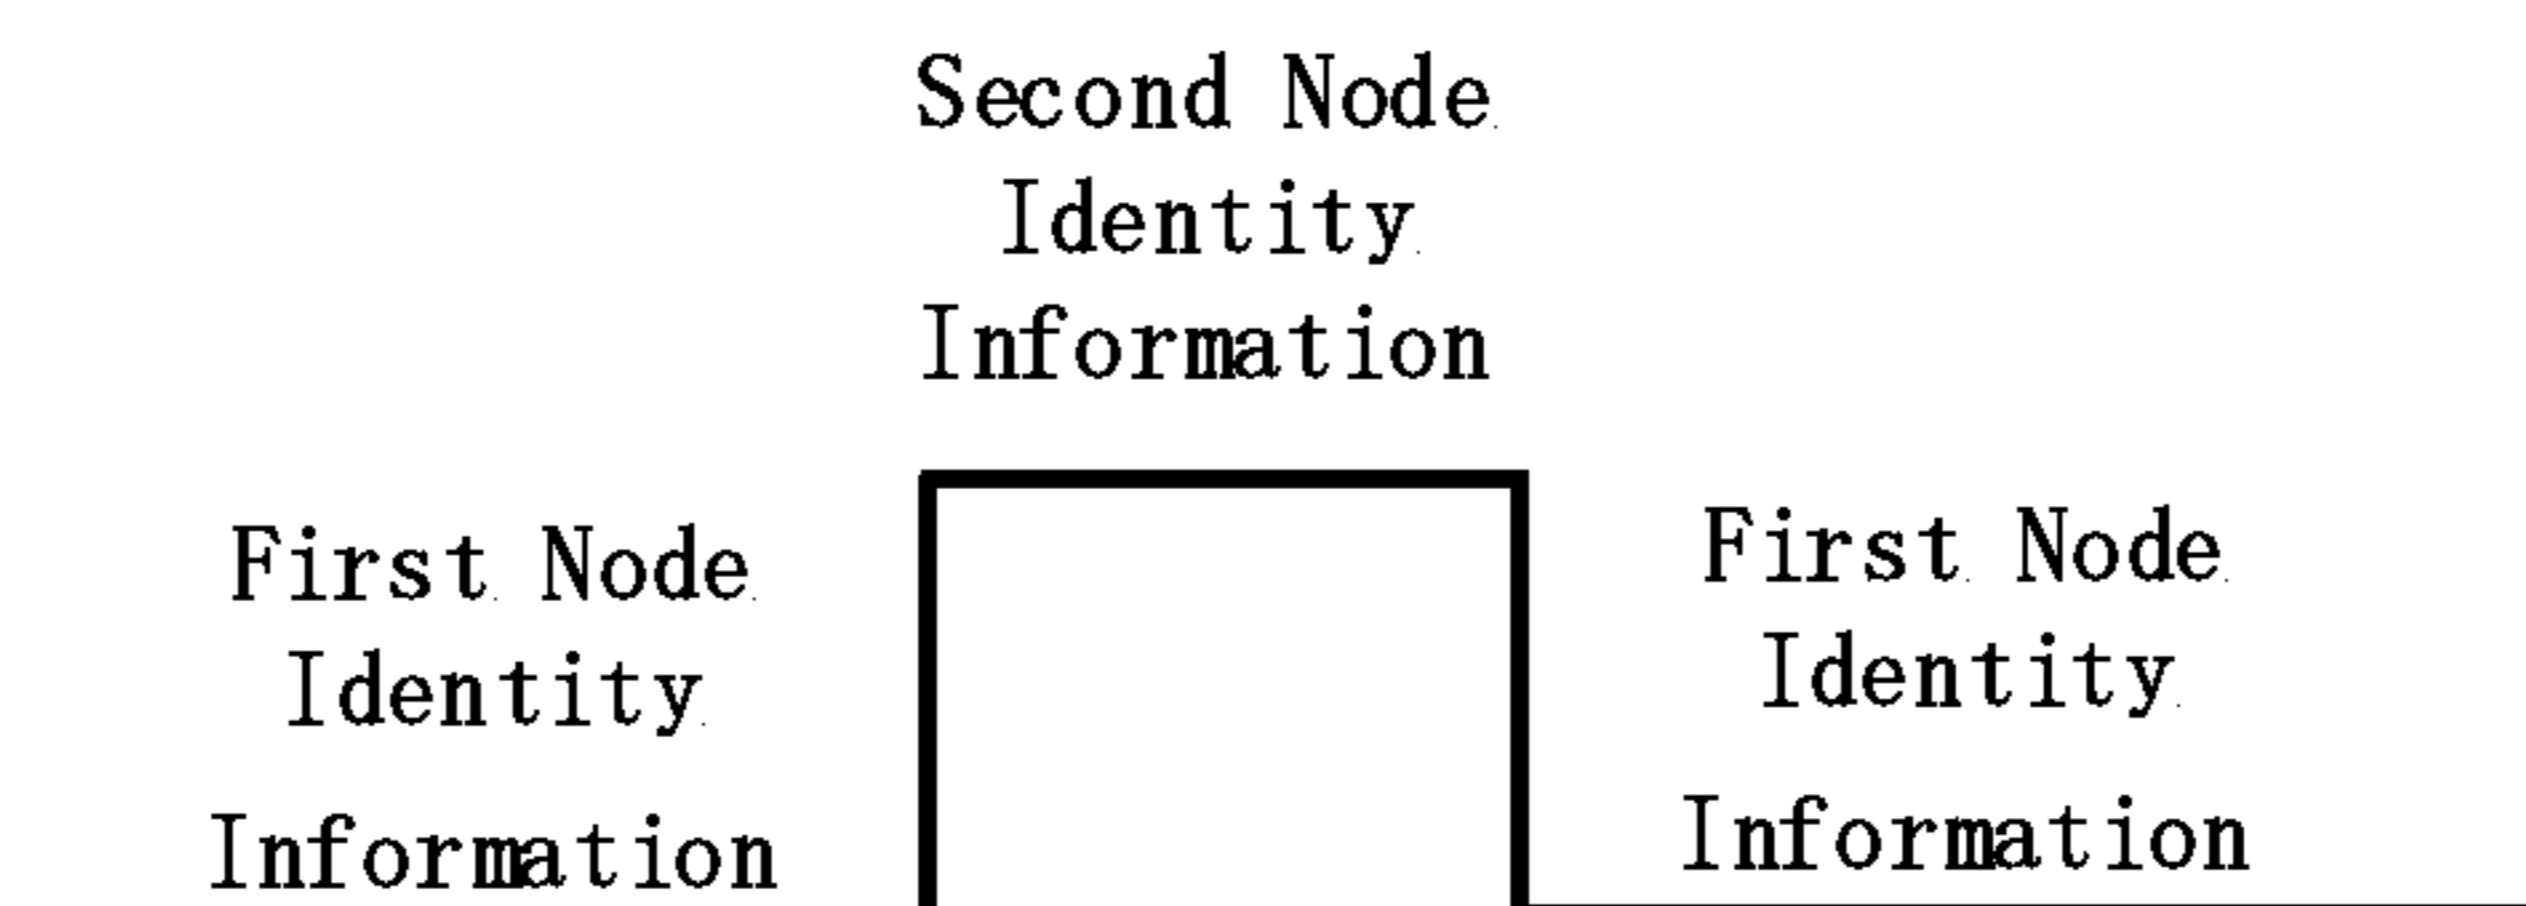 Second Node
Identity
Information
First Node
Identity
Information
First Node
Identity
Information